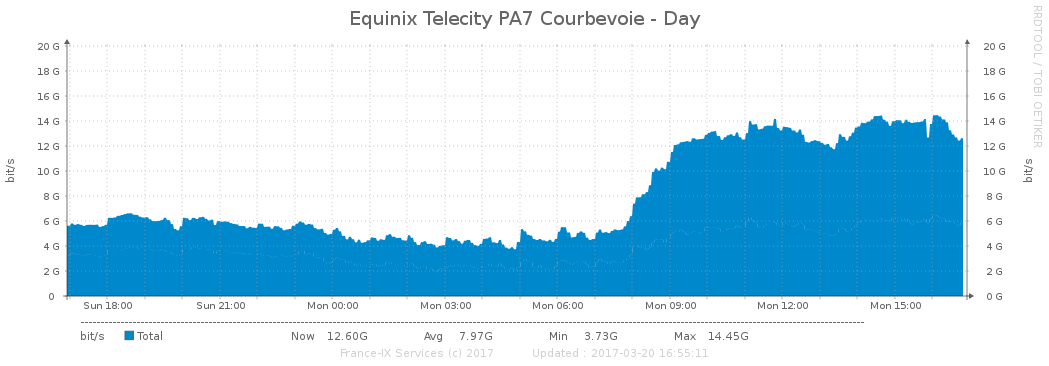 Equinix Telecity PA7 Courbevoie - Day
RRDTOOL / TOBI OETIKER
20 G 20 G
18 G 18 G
16 G 16 G
14 G 14 G
12 G 12 G
10 G 10 G
8 G 8 G
6 G 6 G
4 G 4 G
2 G 2 G
0 0 G
bit/s bit/s
Sun 18:00 Sun 21:00 Mon 00:00 Mon 03:00 Mon 06:00 Mon 09:00 Mon 12:00 Mon 15:00
bit/s Total Now 12.60G Avg 7.97G Min 3.73G Max 14.45G
France-IX Services (c) 2017 Updated : 2017-03-20 16:55:11